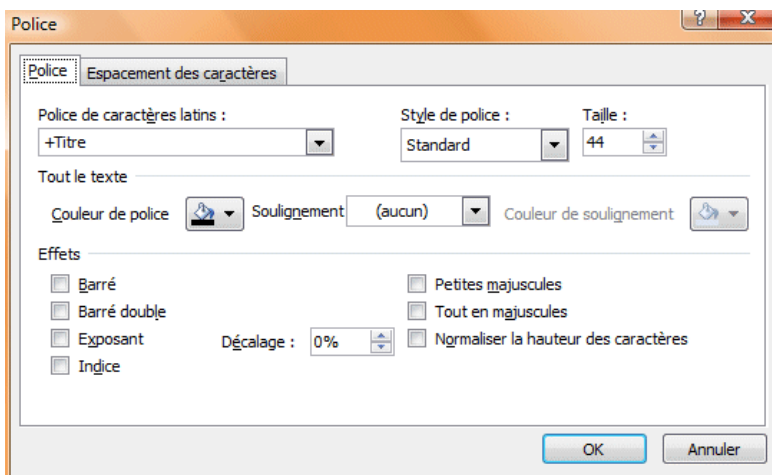 Police
Police Espacement des caractères
Police de caractères latins : Style de police : Taille :
+Titre Standard 44
Tout le texte
Couleur de police Soulignement (aucun) Couleur de soulignement
Effets
Barré Petites majuscules
Barré double Tout en majuscules
Exposant Décalage : 0% Normaliser la hauteur des caractères
Indice
OK Annuler